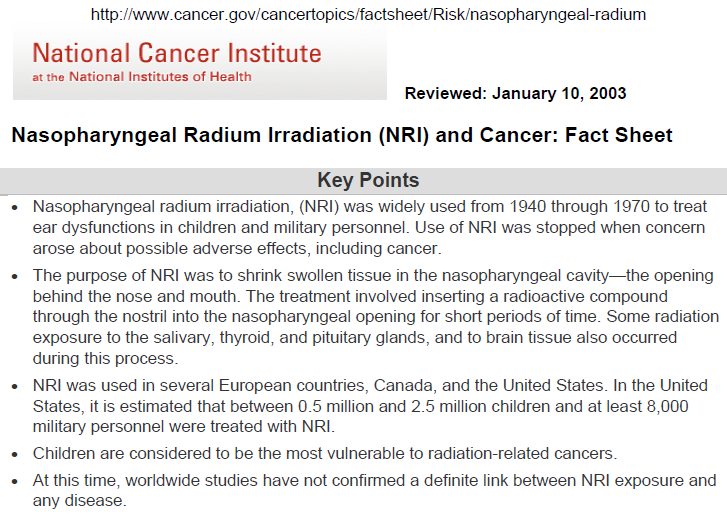 http://www.cancer.gov/cancertopics/factsheet/Risk/nasopharyngeal-radium
National Cancer Institute
at the National Institutes of Health
Reviewed: January 10, 2003
Nasopharyngeal Radium Irradiation (NRI) and Cancer: Fact Sheet
Key Points
• Nasopharyngeal radium irradiation, (NRI) was widely used from 1940 through 1970 to treat
ear dysfunctions in children and military personnel. Use of NRI was stopped when concern
arose about possible adverse effects, including cancer.
• The purpose of NRI was to shrink swollen tissue in the nasopharyngeal cavity—the opening
behind the nose and mouth. The treatment involved inserting a radioactive compound
through the nostril into the nasopharyngeal opening for short periods of time. Some radiation
exposure to the salivary, thyroid, and pituitary glands, and to brain tissue also occurred
during this process.
• NRI was used in several European countries, Canada, and the United States. In the United
States, it is estimated that between 0.5 million and 2.5 million children and at least 8,000
military personnel were treated with NRI.
• Children are considered to be the most vulnerable to radiation-related cancers.
• At this time, worldwide studies have not confirmed a definite link between NRI exposure and
any disease.